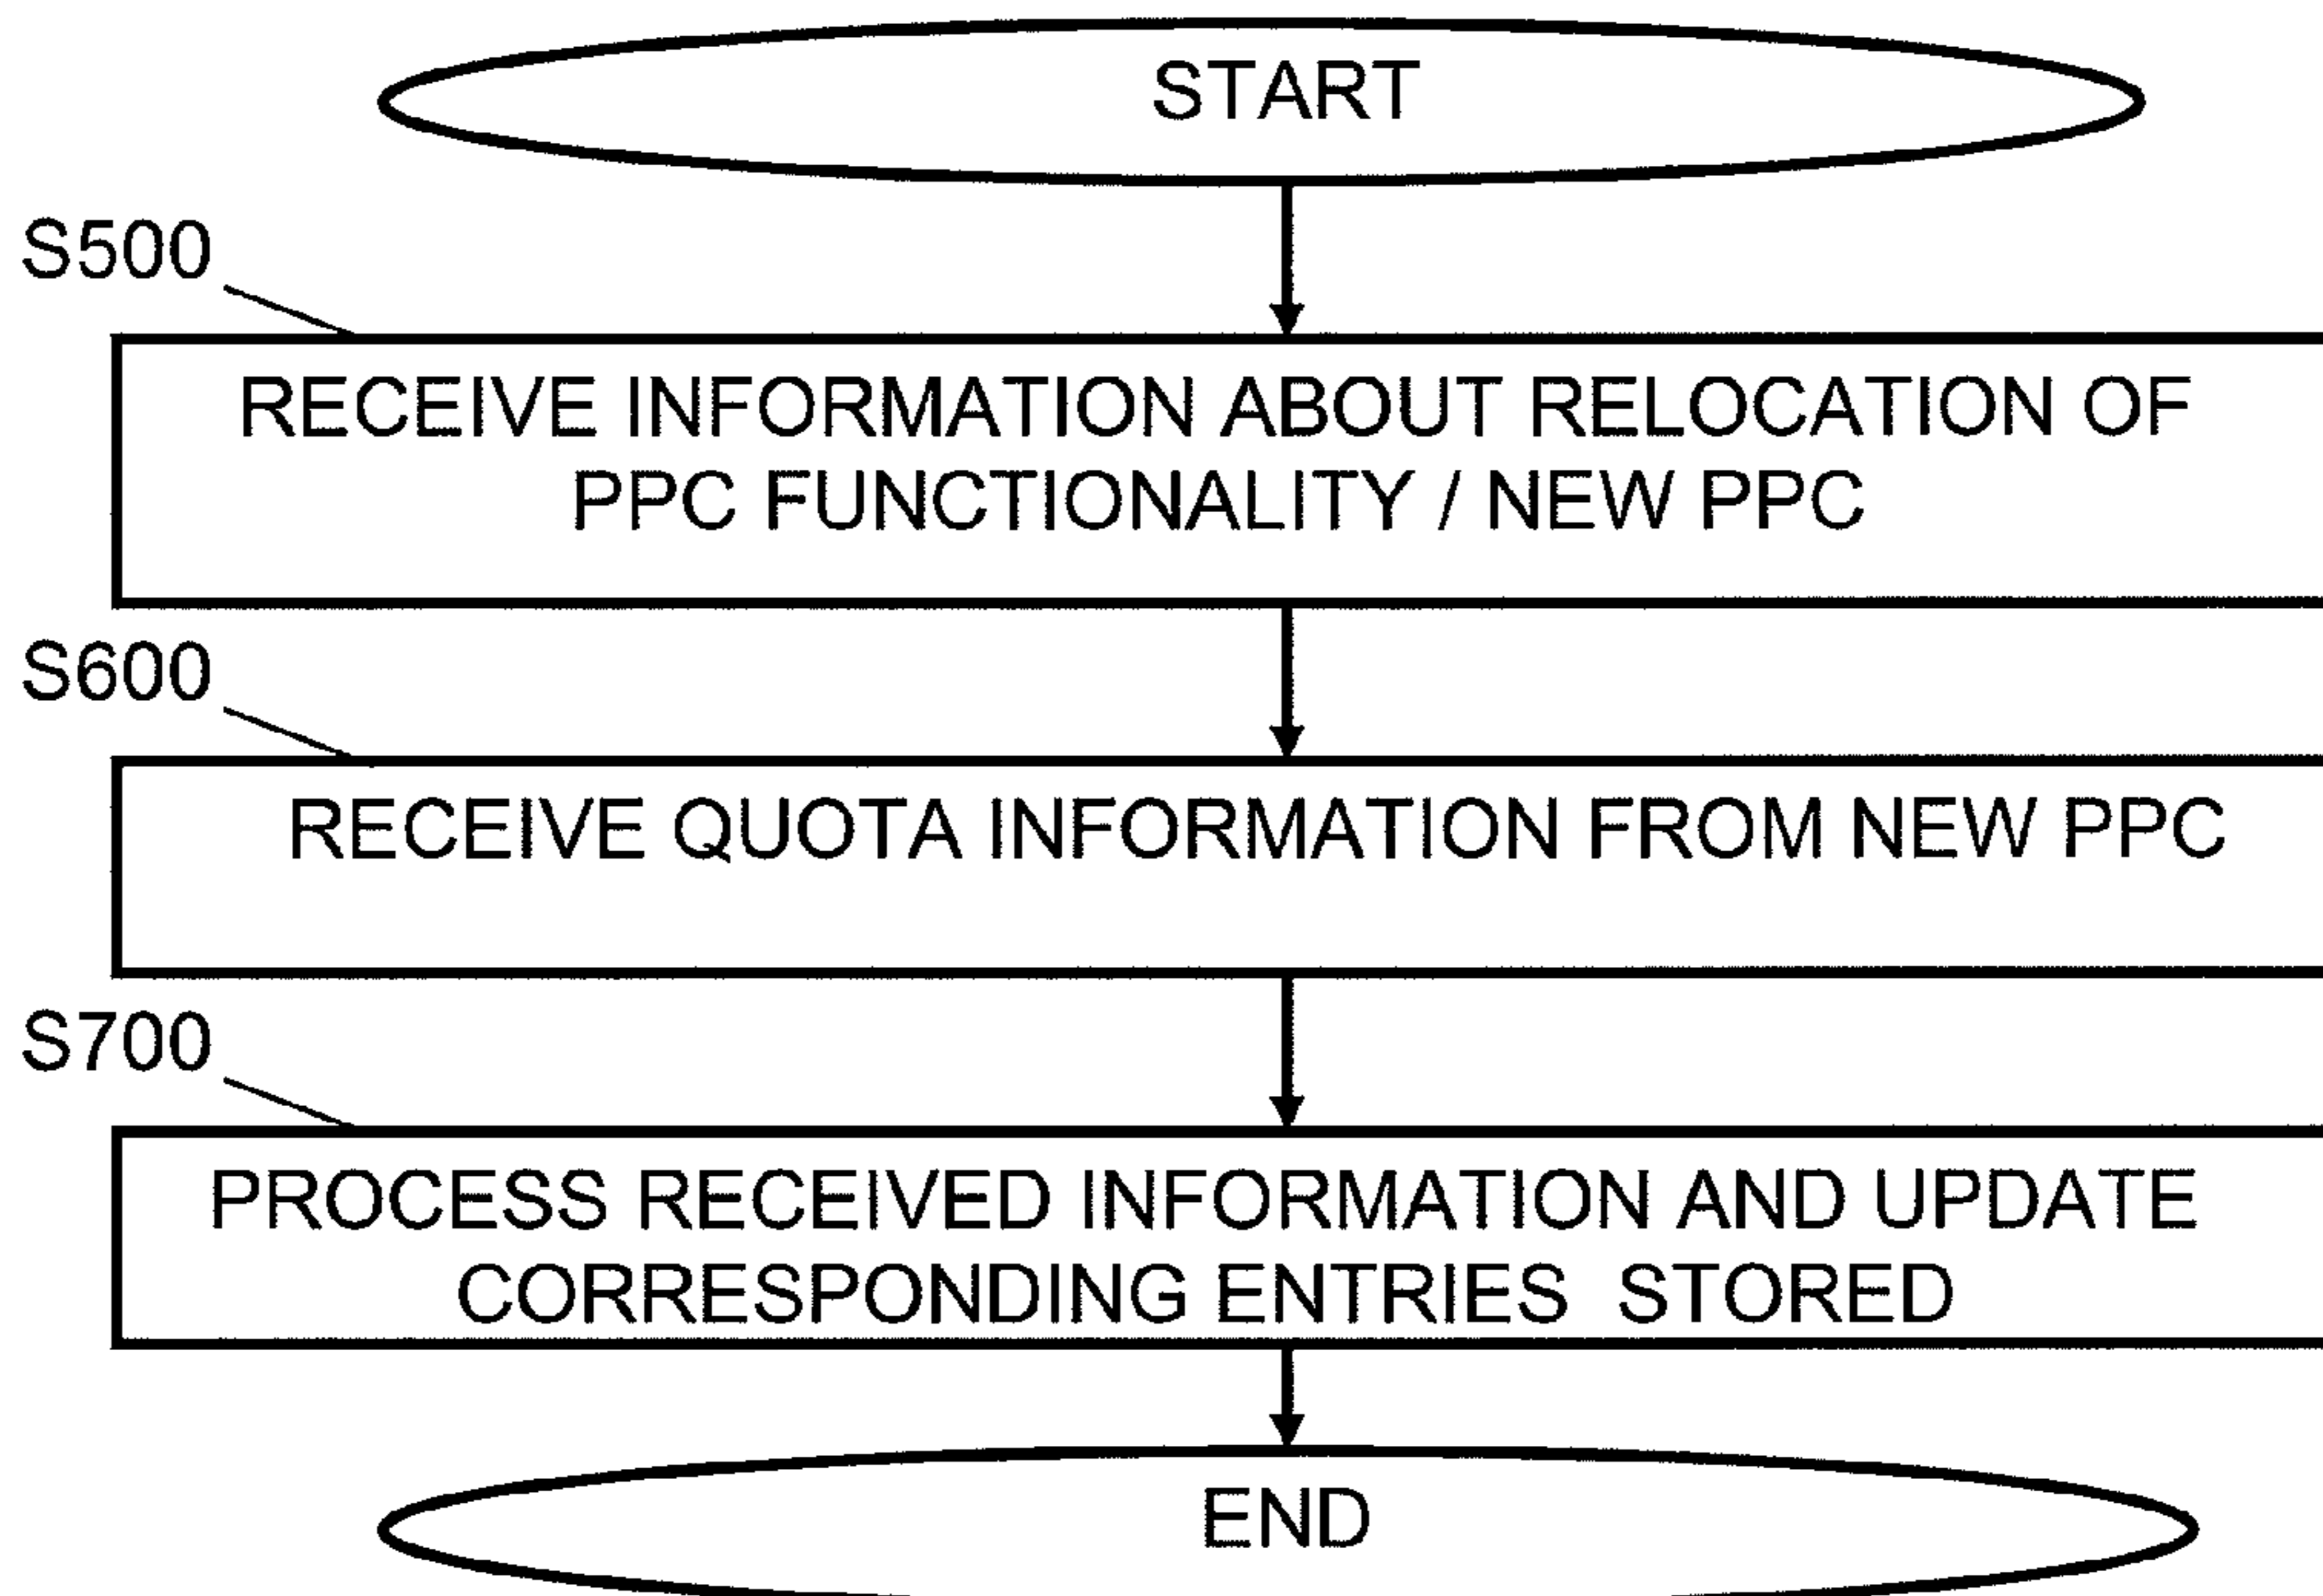 START
S500
RECEIVE INFORMATION ABOUT RELOCATION OF
PPC FUNCTIONALITY / NEW PPC
S600
RECEIVE QUOTA INFORMATION FROM NEW PPC
S700
PROCESS RECEIVED INFORMATION AND UPDATE
CORRESPONDING ENTRIES STORED
END